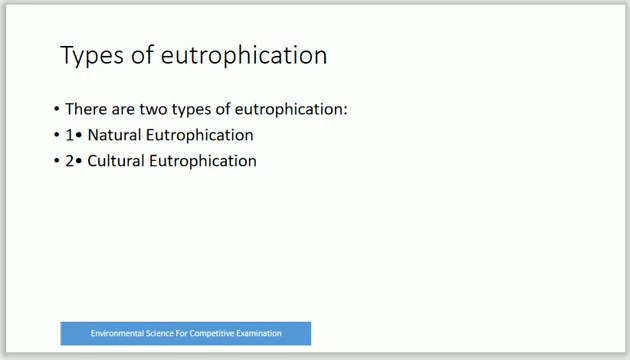 Types of eutrophication
• There are two types of eutrophication:
• 1• Natural Eutrophication
• 2• Cultural Eutrophication
Environmental Science For Competitive Examination